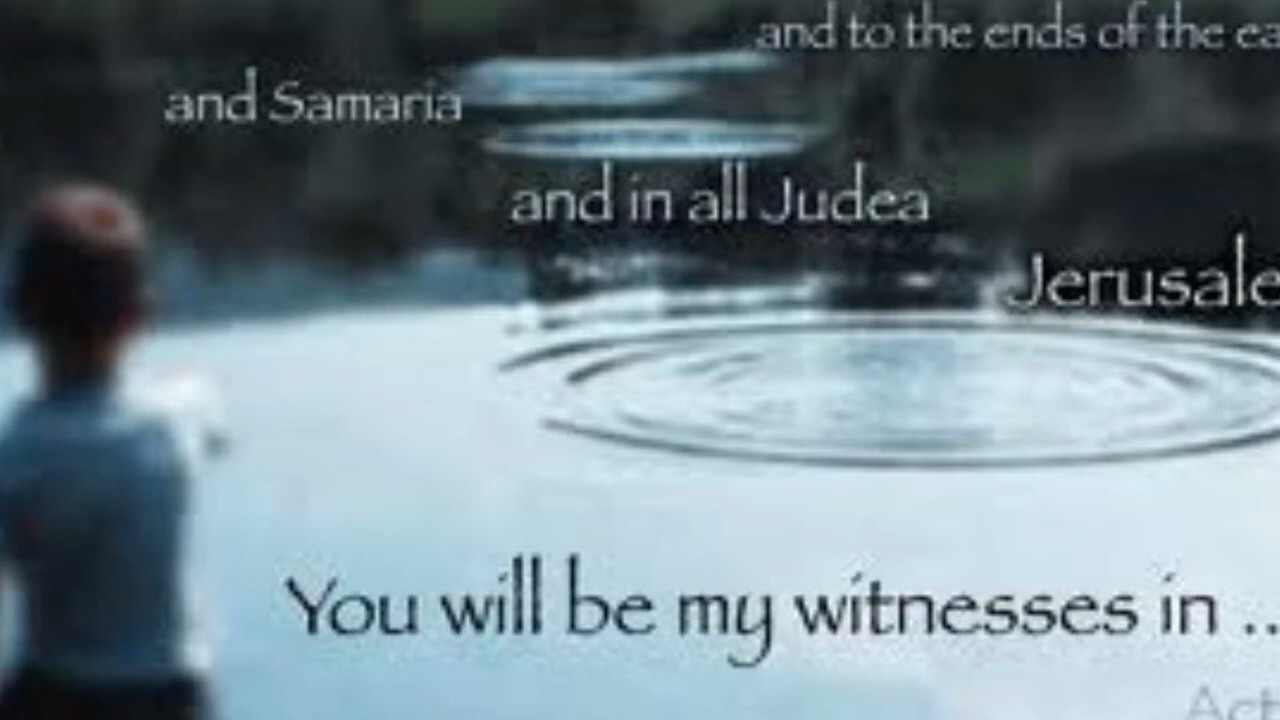 and to the ends of the ea
and Samaria
and in all Judea
Jerusale
You will be my witnesses in ..
Act